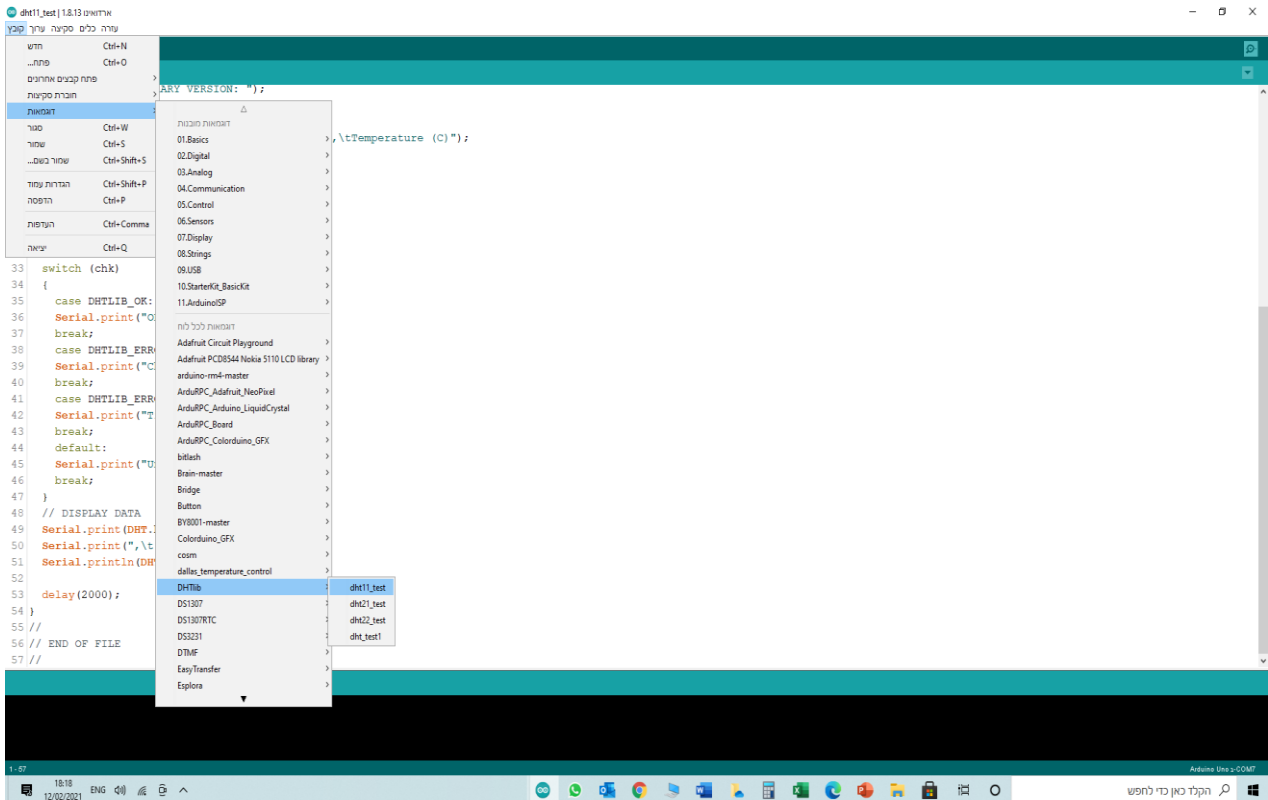 dht11_test | 1.8.13 ארדואינו
קובץ עריכה סקיצה כלים עזרה
חדש Ctrl+N
פתח... Ctrl+O
פתח קבצים אחרונים
חוברת סקיצות
דוגמאות
סגור Ctrl+W
שמור Ctrl+S
שמור בשם... Ctrl+Shift+S
הגדרות עמוד Ctrl+Shift+P
הדפסה Ctrl+P
העדפות Ctrl+Comma
יציאה Ctrl+Q
דוגמאות מובנות
01.Basics
02.Digital
03.Analog
04.Communication
05.Control
06.Sensors
07.Display
08.Strings
09.USB
10.StarterKit_BasicKit
11.ArduinoISP
דוגמאות לכל לוח
Adafruit Circuit Playground
Adafruit PCD8544 Nokia 5110 LCD library
arduino-rm4-master
ArduRPC_Adafruit_NeoPixel
ArduRPC_Arduino_LiquidCrystal
ArduRPC_Board
ArduRPC_Colorduino_GFX
bitlash
Brain-master
Bridge
Button
BY8001-master
Colorduino_GFX
cosm
dallas_temperature_control
DHTlib
DS1307
DS1307RTC
DS3231
DTMF
EasyTransfer
Esplora
dht11_test
dht21_test
dht22_test
dht_test1
ARY VERSION: ");
,\tTemperature (C)");
33 switch (chk)
34 {
35 case DHTLIB_OK:
36 Serial.print("O
37 break;
38 case DHTLIB_ERR
39 Serial.print("C
40 break;
41 case DHTLIB_ERR
42 Serial.print("T
43 break;
44 default:
45 Serial.print("U
46 break;
47 }
48 // DISPLAY DATA
49 Serial.print(DHT.
50 Serial.print(",\t
51 Serial.println(DH
52
53 delay(2000);
54 }
55 //
56 // END OF FILE
57 //
1 - 57
Arduino Uno ב-COM7
18:18
12/02/2021
ENG
הקלד כאן כדי לחפש